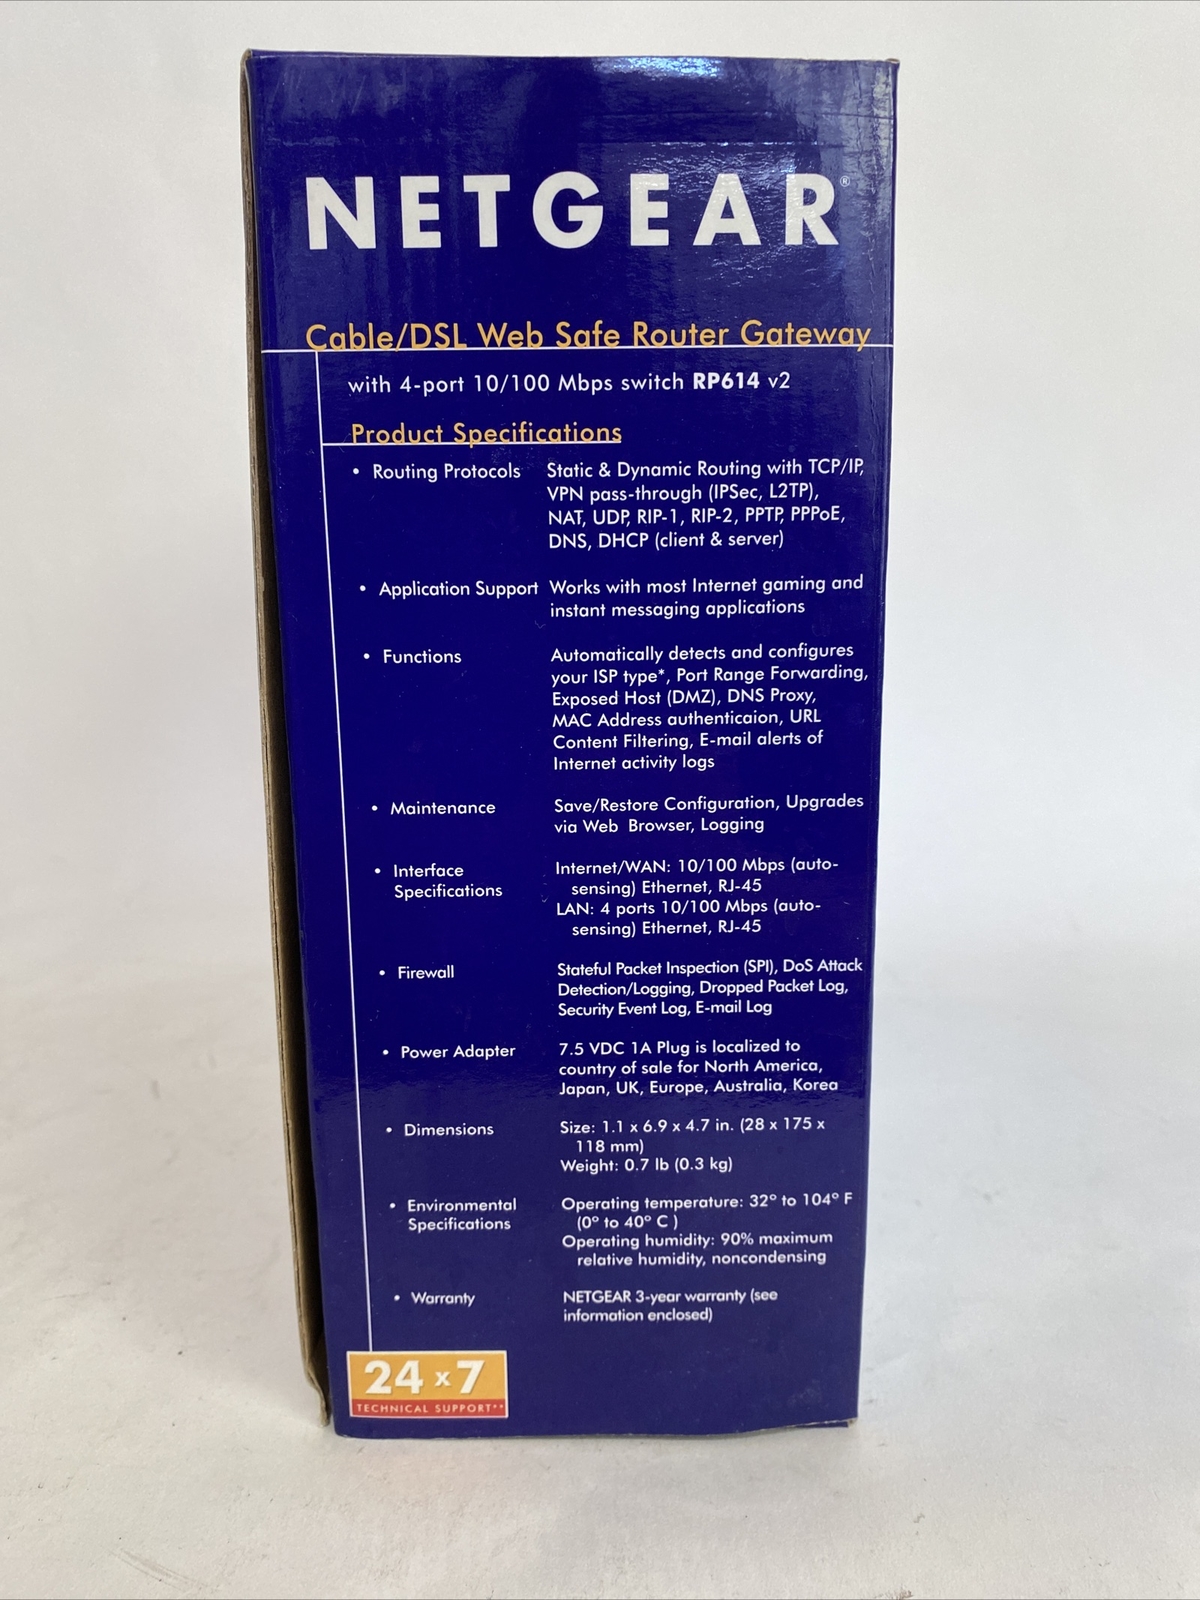 NETGEAR®
Cable/DSL Web Safe Router Gateway
with 4-port 10/100 Mbps switch RP614 v2
Product Specifications
• Routing Protocols Static & Dynamic Routing with TCP/IP,
VPN pass-through (IPSec, L2TP),
NAT, UDP, RIP-1, RIP-2, PPTP, PPPoE,
DNS, DHCP (client & server)
• Application Support Works with most Internet gaming and
instant messaging applications
• Functions Automatically detects and configures
your ISP type*, Port Range Forwarding,
Exposed Host (DMZ), DNS Proxy,
MAC Address authenticaion, URL
Content Filtering, E-mail alerts of
Internet activity logs
• Maintenance Save/Restore Configuration, Upgrades
via Web Browser, Logging
• Interface Internet/WAN: 10/100 Mbps (auto-
Specifications sensing) Ethernet, RJ-45
LAN: 4 ports 10/100 Mbps (auto-
sensing) Ethernet, RJ-45
• Firewall Stateful Packet Inspection (SPI), DoS Attack
Detection/Logging, Dropped Packet Log,
Security Event Log, E-mail Log
• Power Adapter 7.5 VDC 1A Plug is localized to
country of sale for North America,
Japan, UK, Europe, Australia, Korea
• Dimensions Size: 1.1 x 6.9 x 4.7 in. (28 x 175 x
118 mm)
Weight: 0.7 lb (0.3 kg)
• Environmental Operating temperature: 32º to 104º F
Specifications (0º to 40º C )
Operating humidity: 90% maximum
relative humidity, noncondensing
• Warranty NETGEAR 3-year warranty (see
information enclosed)
24 x 7
TECHNICAL SUPPORT**